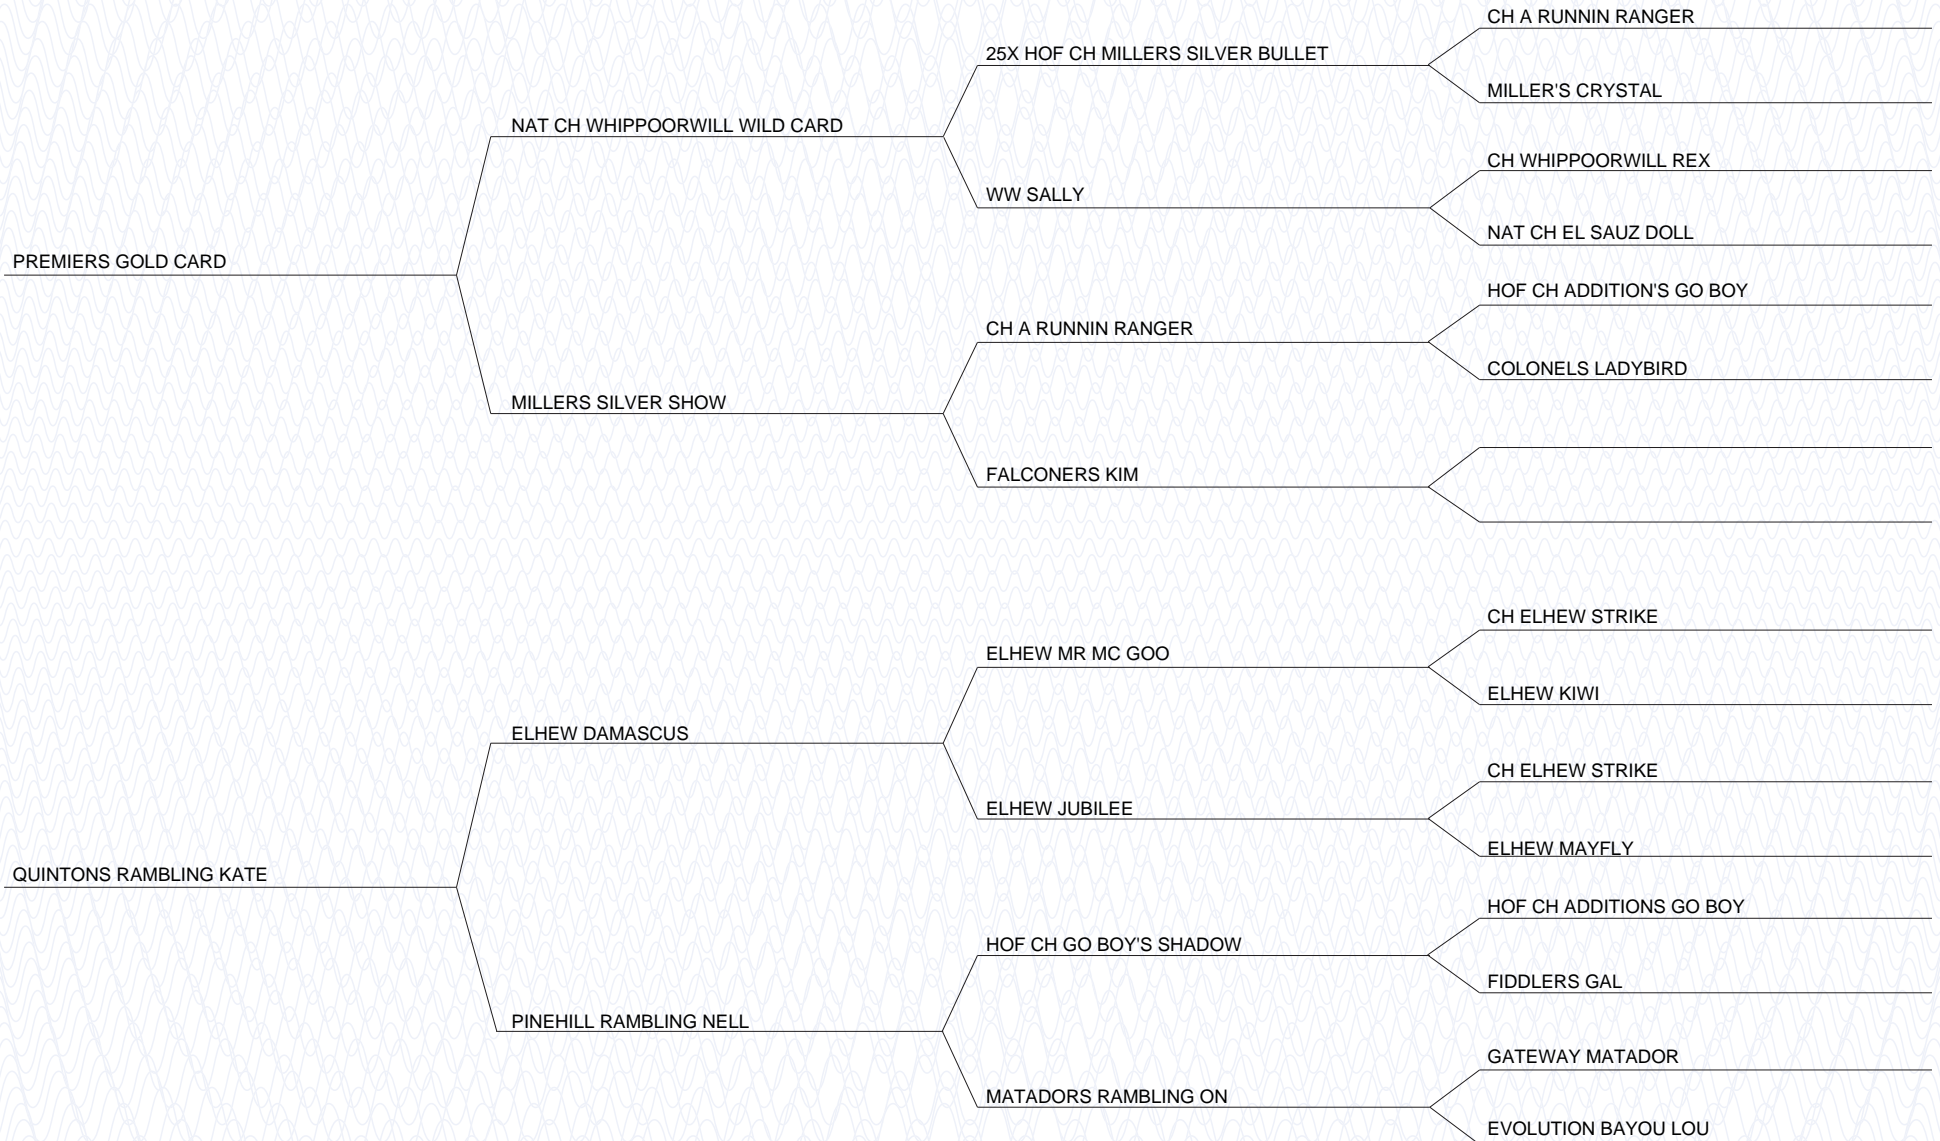 CH A RUNNIN RANGER
25X HOF CH MILLERS SILVER BULLET
MILLER'S CRYSTAL
NAT CH WHIPPOORWILL WILD CARD
CH WHIPPOORWILL REX
WW SALLY
NAT CH EL SAUZ DOLL
PREMIERS GOLD CARD
HOF CH ADDITION'S GO BOY
CH A RUNNIN RANGER
COLONELS LADYBIRD
MILLERS SILVER SHOW
FALCONERS KIM
CH ELHEW STRIKE
ELHEW MR MC GOO
ELHEW KIWI
ELHEW DAMASCUS
CH ELHEW STRIKE
ELHEW JUBILEE
ELHEW MAYFLY
QUINTONS RAMBLING KATE
HOF CH ADDITIONS GO BOY
HOF CH GO BOY'S SHADOW
FIDDLERS GAL
PINEHILL RAMBLING NELL
GATEWAY MATADOR
MATADORS RAMBLING ON
EVOLUTION BAYOU LOU